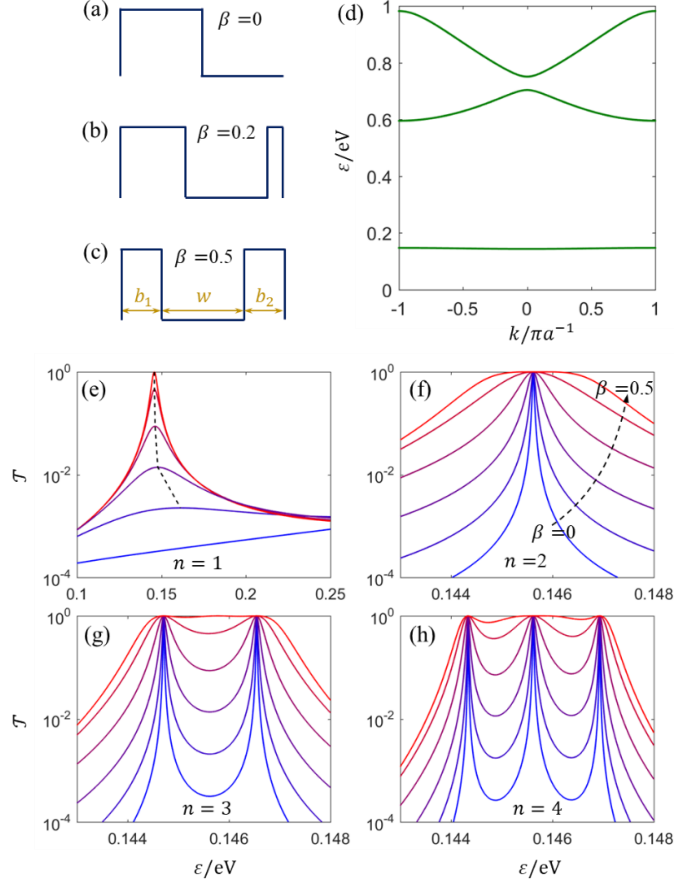 (a)
β =0
(b)
β =0.2
(c)
β =0.5
b₁
w
b₂
(d)
1
0.8
0.6
0.4
0.2
0
ε/eV
-1
-0.5
0
0.5
1
k/πa⁻¹
(e)
10⁰
10⁻²
10⁻⁴
𝒯
n = 1
0.1
0.15
0.2
0.25
(f)
10⁰
10⁻²
10⁻⁴
β =0.5
β =0
n =2
0.144
0.146
0.148
(g)
10⁰
10⁻²
10⁻⁴
𝒯
n = 3
0.144
0.146
0.148
ε/eV
(h)
10⁰
10⁻²
10⁻⁴
n = 4
0.144
0.146
0.148
ε/eV